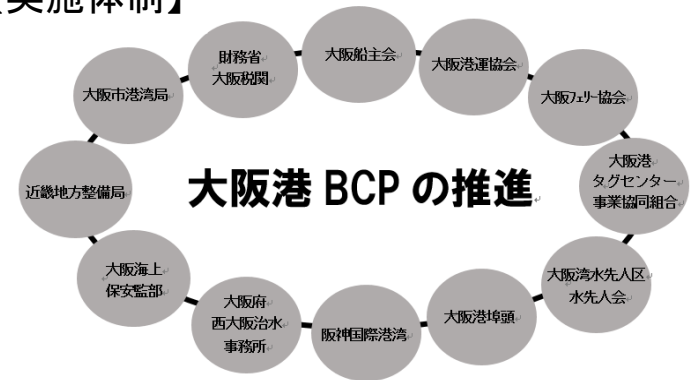 【実施体制】
財務省
大阪税関
大阪船主会
大阪港運協会
大阪フェリー協会
大阪港
タグセンター
事業協同組合
大阪湾水先人区
水先人会
大阪港埠頭
阪神国際港湾
大阪府
西大阪治水
事務所
大阪海上
保安監部
近畿地方整備局
大阪市港湾局
大阪港 BCP の推進